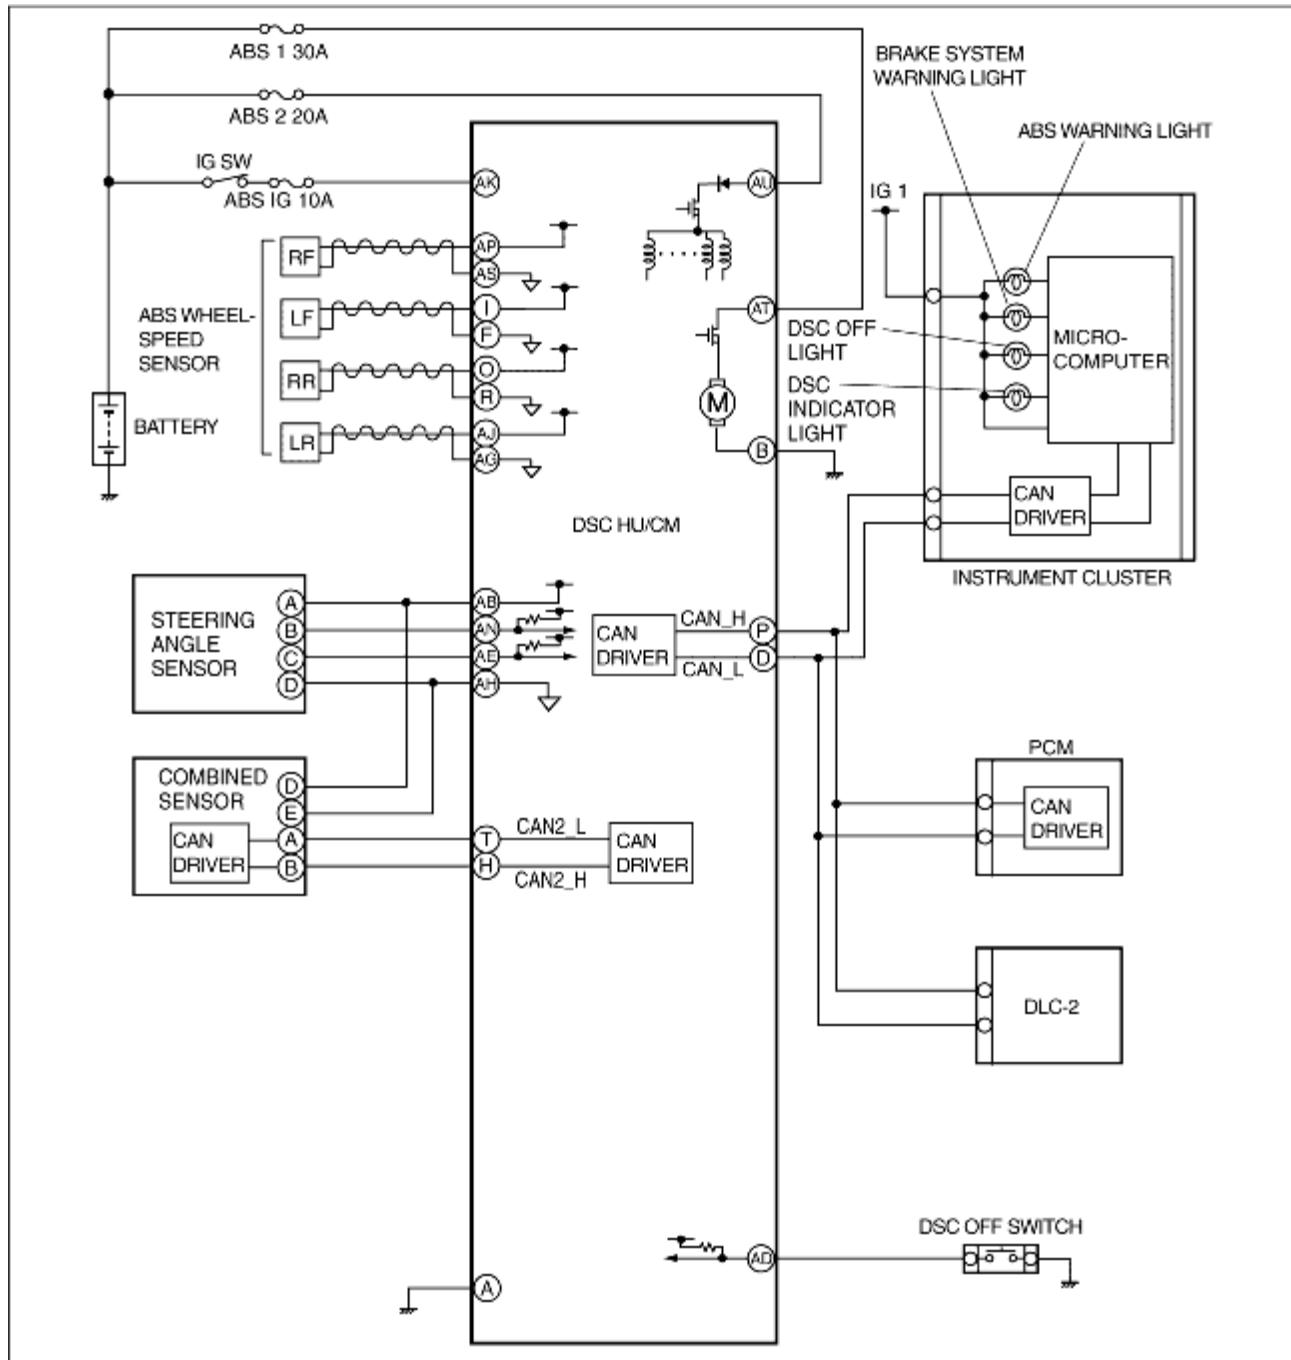 ABS 1 30A
ABS 2 20A
IG SW
ABS IG 10A
BRAKE SYSTEM
WARNING LIGHT
ABS WARNING LIGHT
IG 1
AK
AU
RF
AP
AS
ABS WHEEL-
SPEED
SENSOR
LF
I
F
RR
O
R
LR
AJ
AG
BATTERY
AT
M
B
DSC OFF
LIGHT
DSC
INDICATOR
LIGHT
MICRO-
COMPUTER
CAN
DRIVER
INSTRUMENT CLUSTER
DSC HU/CM
STEERING
ANGLE
SENSOR
A
B
C
D
AB
AN
AE
AH
CAN
DRIVER
CAN_H
CAN_L
P
D
COMBINED
SENSOR
D
E
A
B
CAN
DRIVER
T
H
CAN2_L
CAN2_H
CAN
DRIVER
PCM
CAN
DRIVER
DLC-2
DSC OFF SWITCH
AD
A